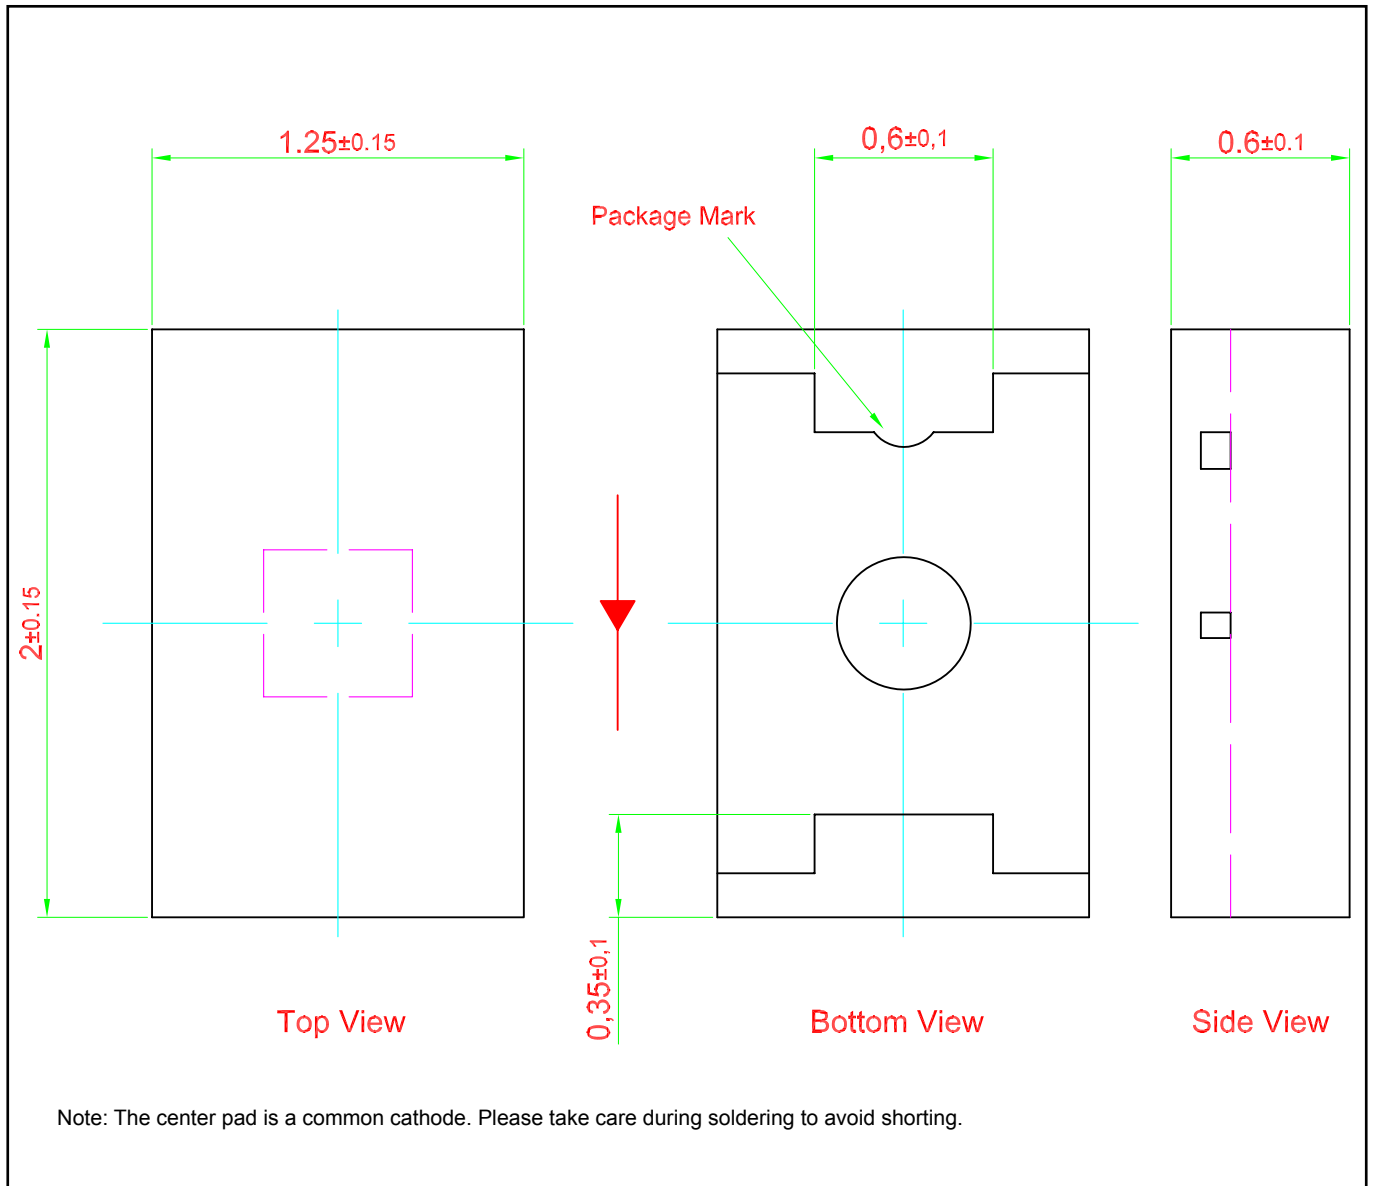 1.25±0.15
0,6±0,1
0.6±0.1
Package Mark
2±0.15
0,35±0,1
Top View
Bottom View
Side View
Note: The center pad is a common cathode. Please take care during soldering to avoid shorting.